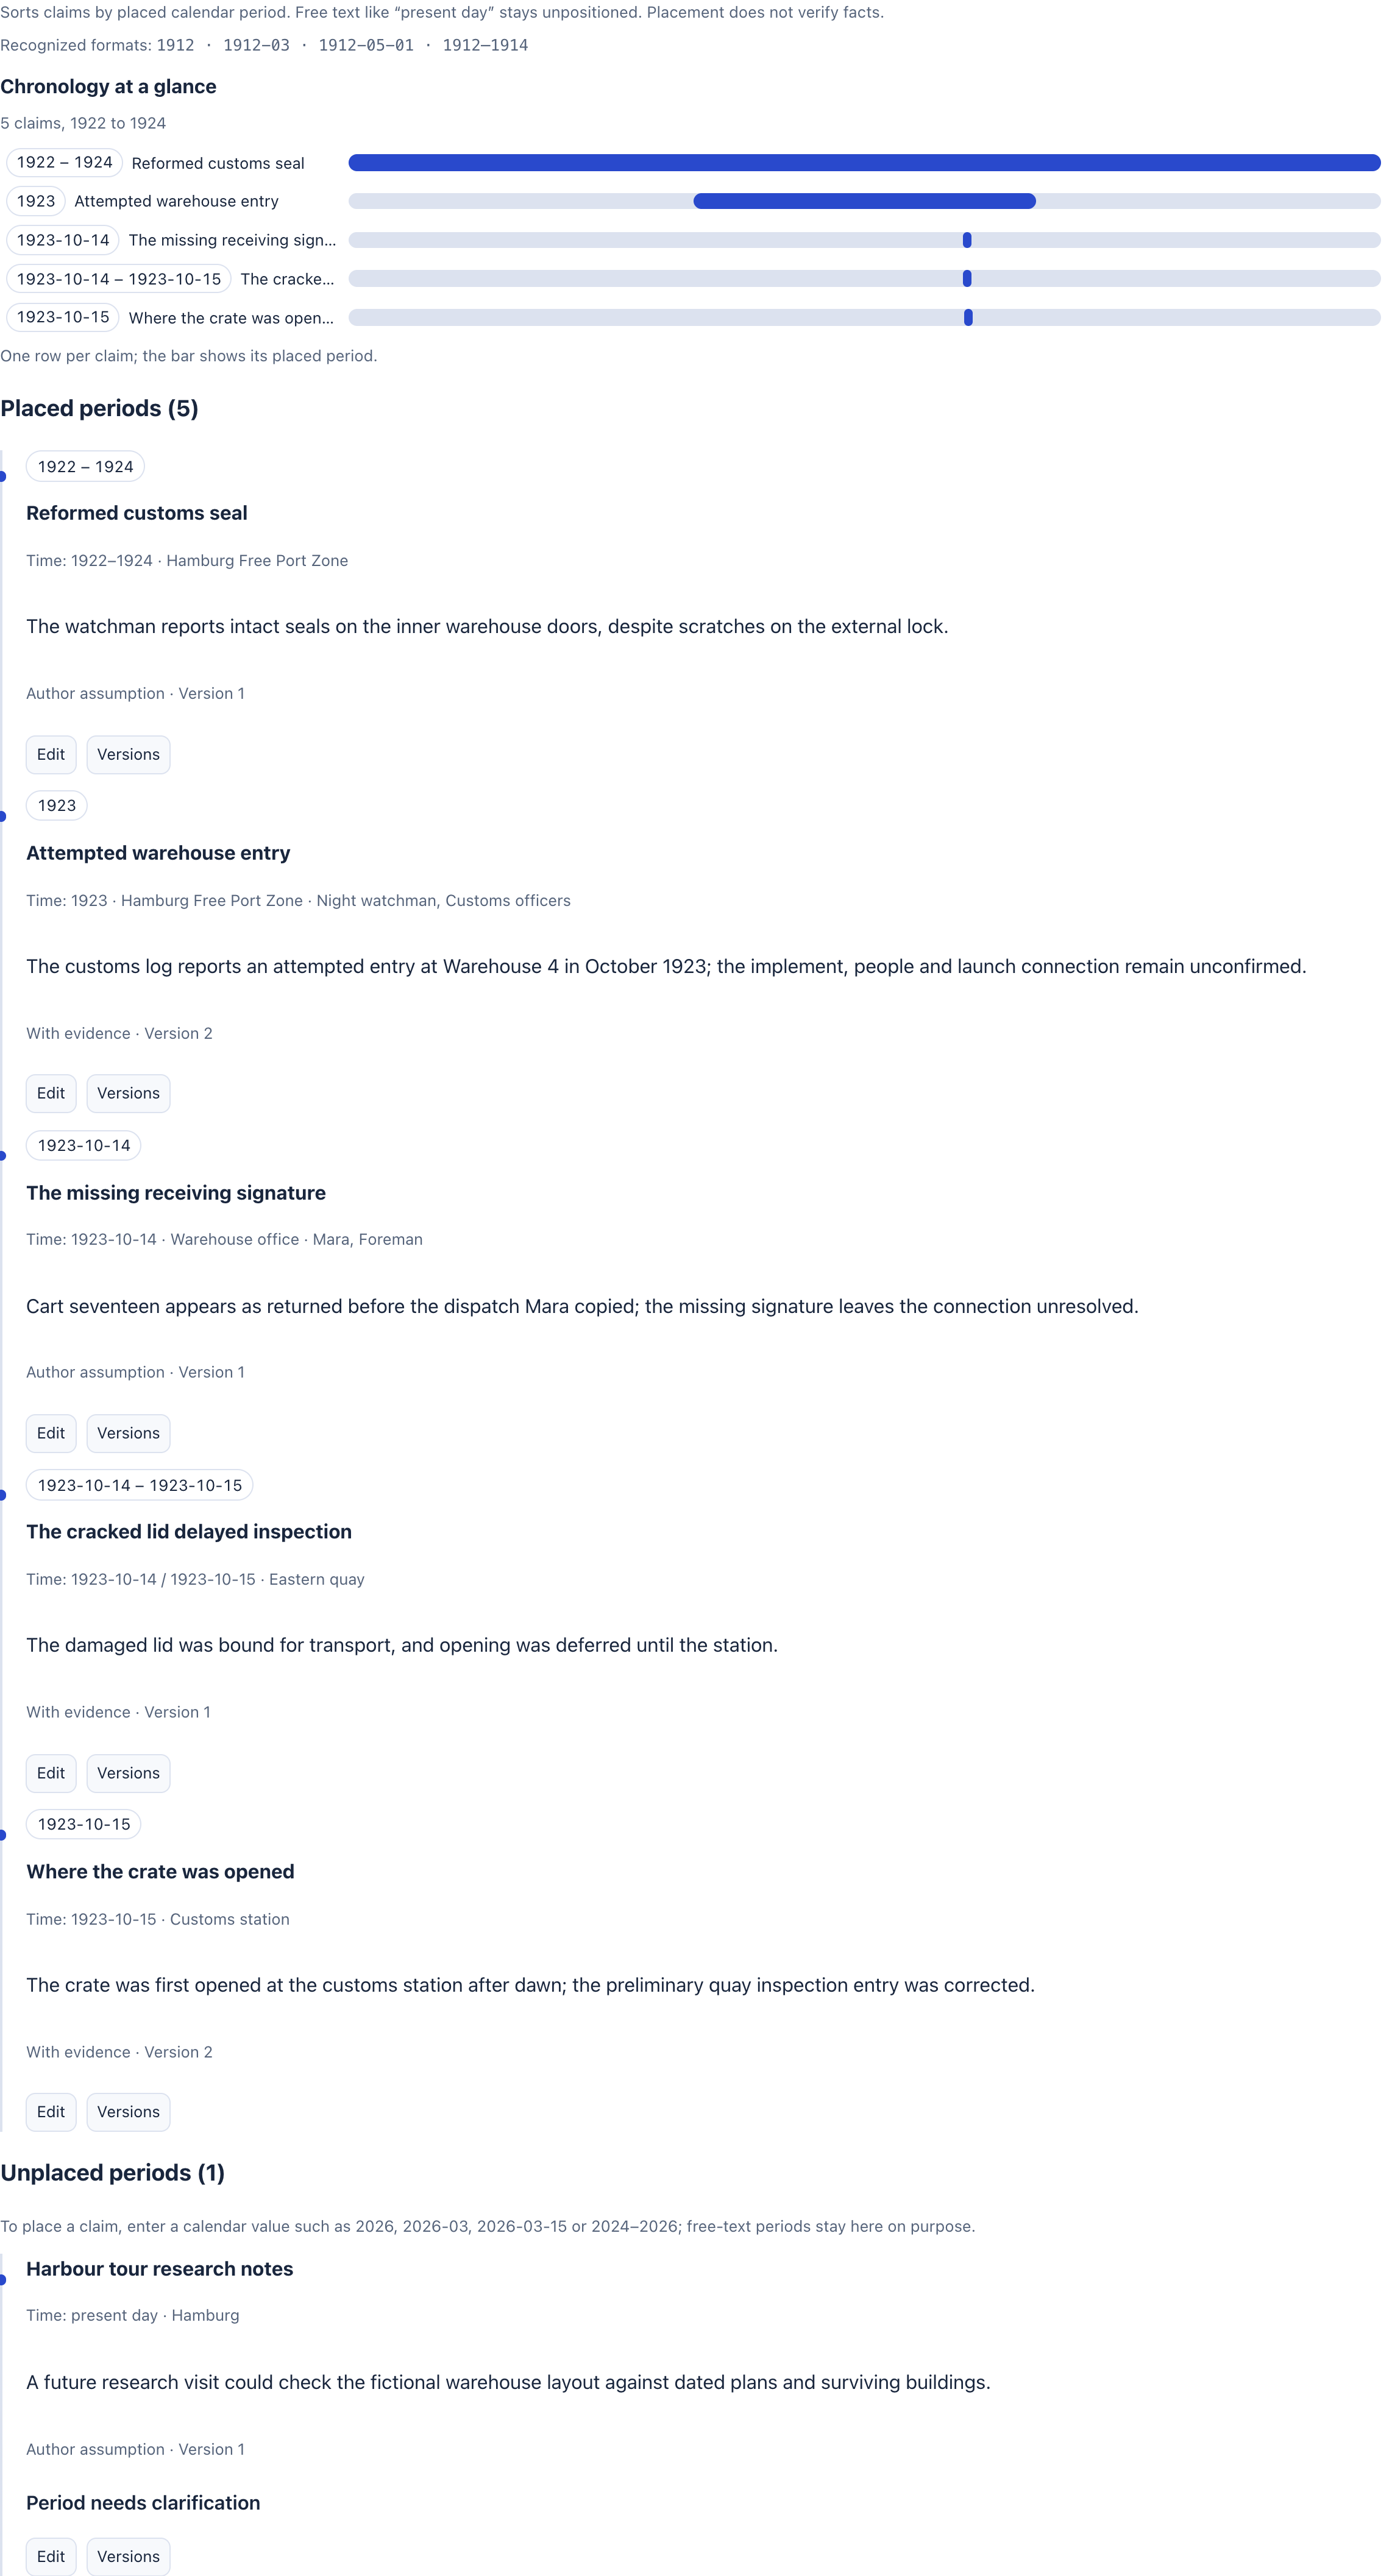 Sorts claims by placed calendar period. Free text like “present day” stays unpositioned. Placement does not verify facts.
Recognized formats: 1912 · 1912-03 · 1912-05-01 · 1912–1914
Chronology at a glance
5 claims, 1922 to 1924
1922 – 1924 Reformed customs seal
1923 Attempted warehouse entry
1923-10-14 The missing receiving sign...
1923-10-14 – 1923-10-15 The cracke...
1923-10-15 Where the crate was open...
One row per claim; the bar shows its placed period.
Placed periods (5)
1922 – 1924
Reformed customs seal
Time: 1922–1924 · Hamburg Free Port Zone
The watchman reports intact seals on the inner warehouse doors, despite scratches on the external lock.
Author assumption · Version 1
Edit Versions
1923
Attempted warehouse entry
Time: 1923 · Hamburg Free Port Zone · Night watchman, Customs officers
The customs log reports an attempted entry at Warehouse 4 in October 1923; the implement, people and launch connection remain unconfirmed.
With evidence · Version 2
Edit Versions
1923-10-14
The missing receiving signature
Time: 1923-10-14 · Warehouse office · Mara, Foreman
Cart seventeen appears as returned before the dispatch Mara copied; the missing signature leaves the connection unresolved.
Author assumption · Version 1
Edit Versions
1923-10-14 – 1923-10-15
The cracked lid delayed inspection
Time: 1923-10-14 / 1923-10-15 · Eastern quay
The damaged lid was bound for transport, and opening was deferred until the station.
With evidence · Version 1
Edit Versions
1923-10-15
Where the crate was opened
Time: 1923-10-15 · Customs station
The crate was first opened at the customs station after dawn; the preliminary quay inspection entry was corrected.
With evidence · Version 2
Edit Versions
Unplaced periods (1)
To place a claim, enter a calendar value such as 2026, 2026-03, 2026-03-15 or 2024–2026; free-text periods stay here on purpose.
Harbour tour research notes
Time: present day · Hamburg
A future research visit could check the fictional warehouse layout against dated plans and surviving buildings.
Author assumption · Version 1
Period needs clarification
Edit Versions